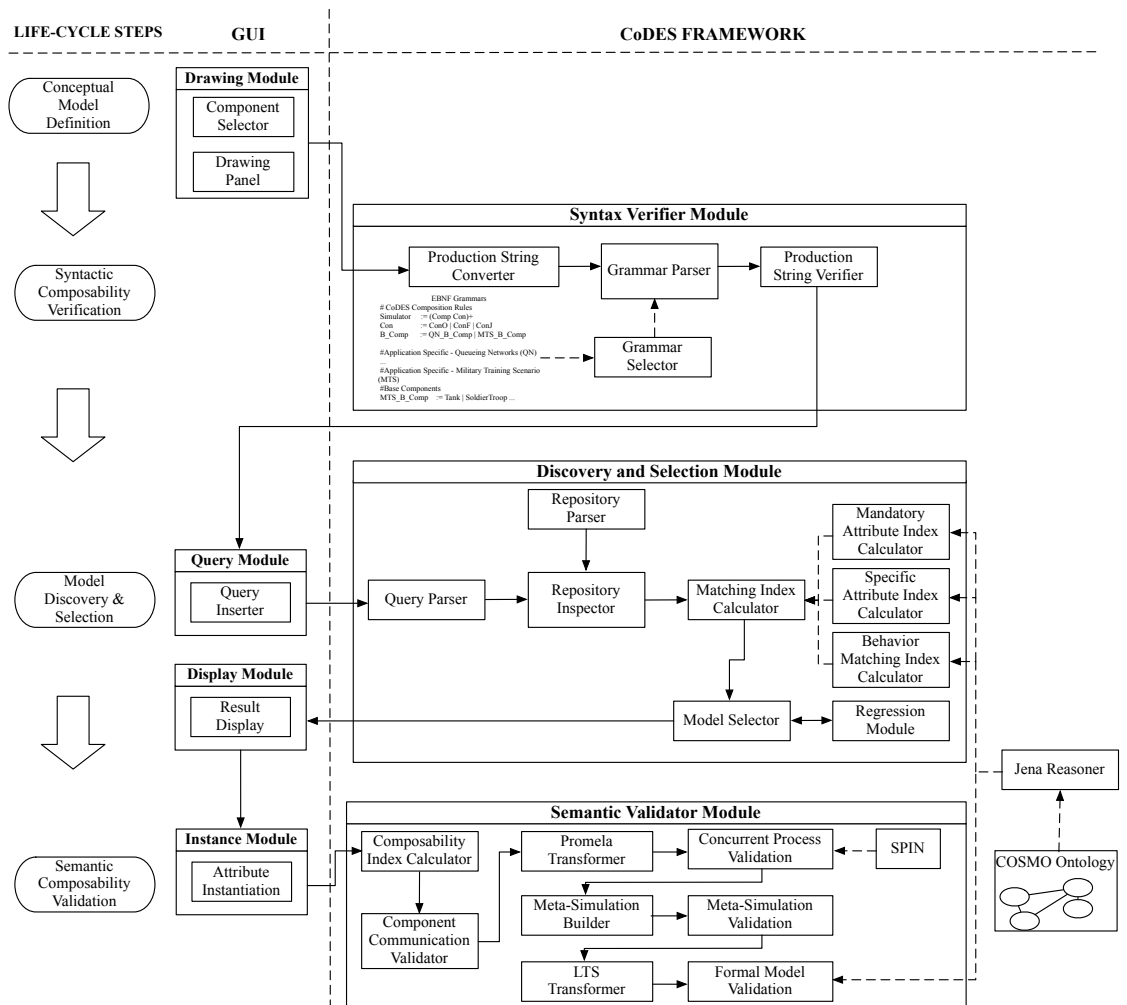 LIFE-CYCLE STEPS
GUI
CoDES FRAMEWORK
Conceptual
Model
Definition
Drawing Module
Component
Selector
Drawing
Panel
Syntax Verifier Module
Syntactic
Composability
Verification
Production String
Converter
Grammar Parser
Production
String Verifier
EBNF Grammars
# CoDES Composition Rules
Simulator := (Comp Con)+
Con := ConO | ConF | ConJ
B_Comp := QN_B_Comp | MTS_B_Comp
#Application Specific - Queueing Networks (QN)
...
#Application Specific - Military Training Scenario
(MTS)
#Base Components
MTS_B_Comp := Tank | SoldierTroop ...
Grammar
Selector
Discovery and Selection Module
Repository
Parser
Mandatory
Attribute Index
Calculator
Model
Discovery &
Selection
Query Module
Query
Inserter
Query Parser
Repository
Inspector
Matching Index
Calculator
Specific
Attribute Index
Calculator
Behavior
Matching Index
Calculator
Display Module
Result
Display
Model Selector
Regression
Module
Jena Reasoner
Semantic Validator Module
Instance Module
Attribute
Instantiation
Semantic
Composability
Validation
Composability
Index Calculator
Promela
Transformer
Concurrent Process
Validation
SPIN
COSMO Ontology
Component
Communication
Validator
Meta-Simulation
Builder
Meta-Simulation
Validation
LTS
Transformer
Formal Model
Validation